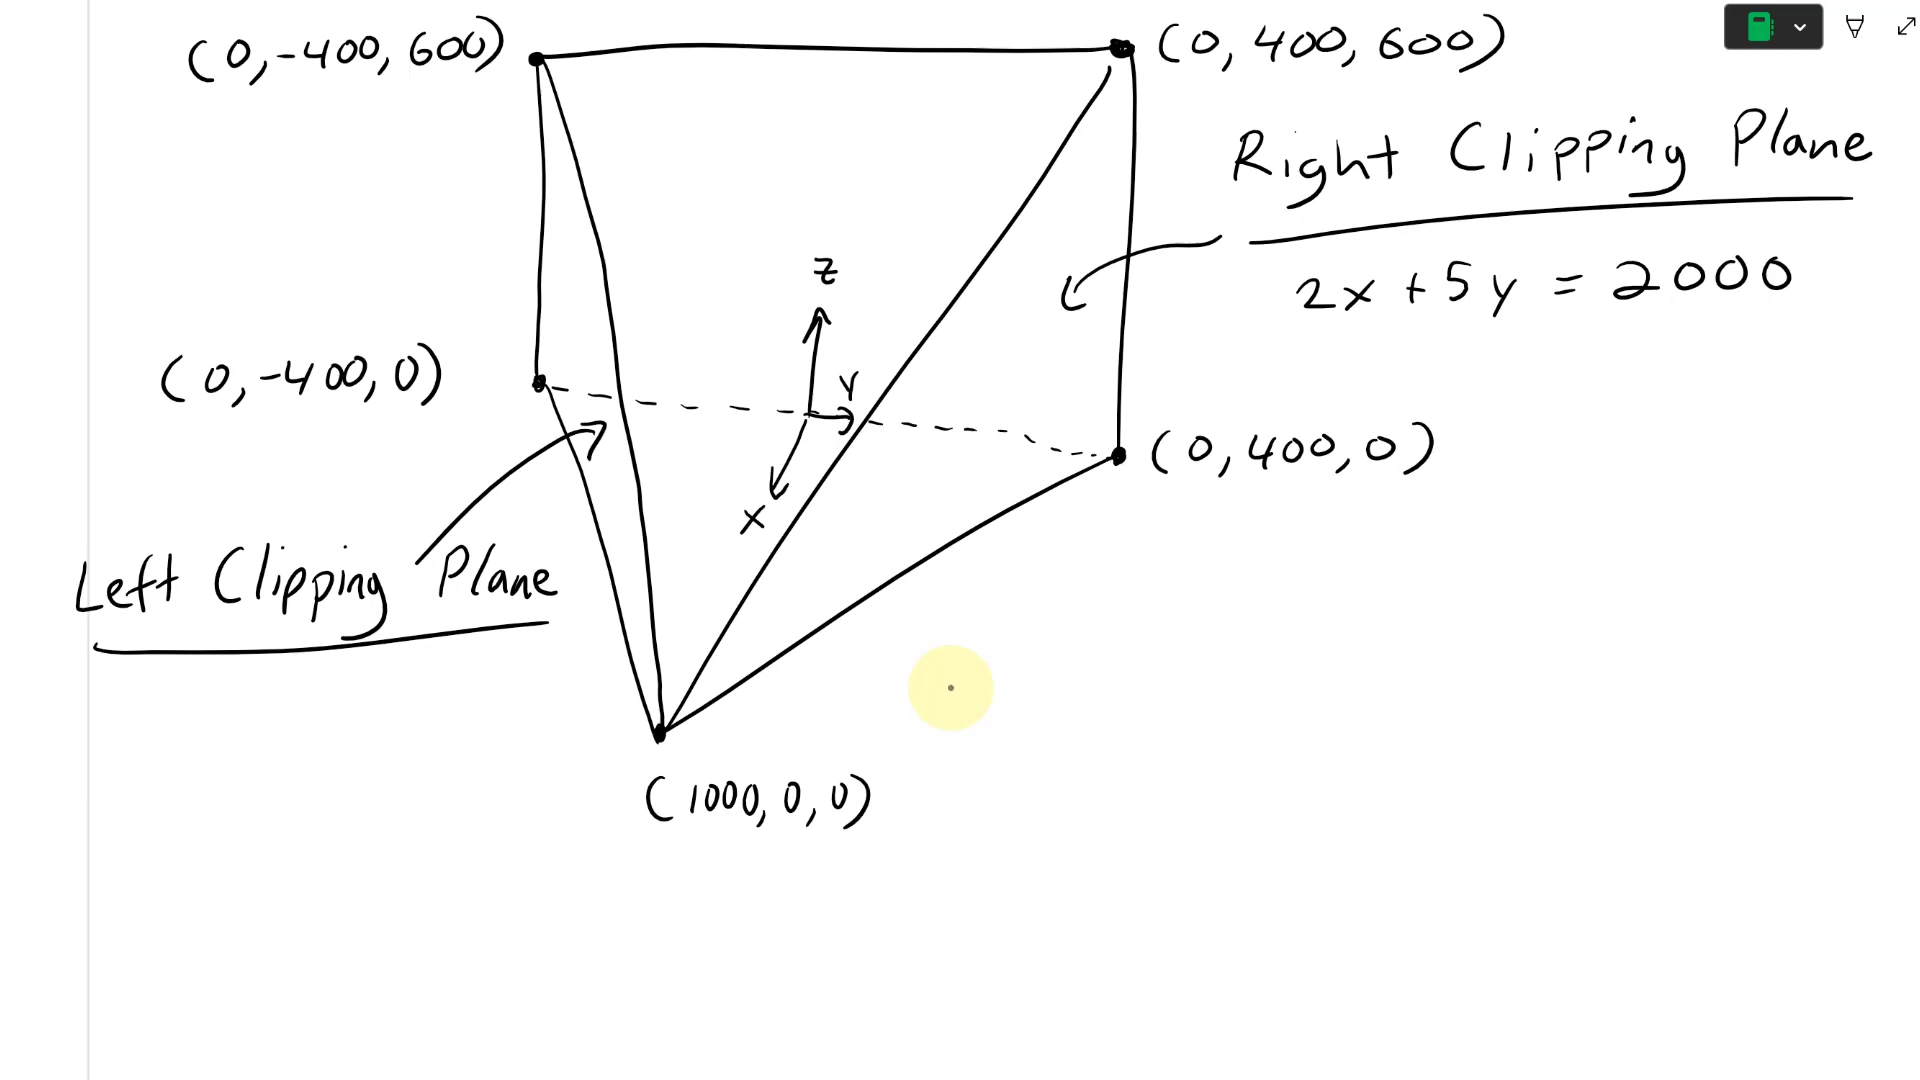 (0, -400, 600)
(0, 400, 600)
Right Clipping Plane
2x + 5y = 2000
z
y
x
(0, -400, 0)
(0, 400, 0)
Left Clipping Plane
(1000, 0, 0)